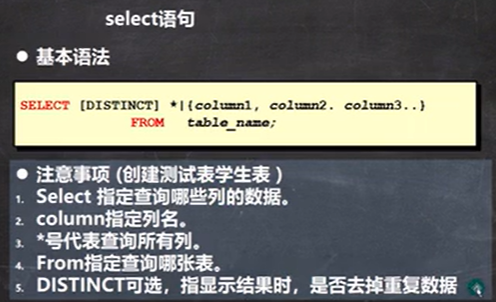 select语句
● 基本语法
SELECT [DISTINCT] *|{column1, column2. column3..}
FROM table_name;
● 注意事项 (创建测试表学生表 )
1. Select 指定查询哪些列的数据。
2. column指定列名。
3. *号代表查询所有列。
4. From指定查询哪张表。
5. DISTINCT可选，指显示结果时，是否去掉重复数据